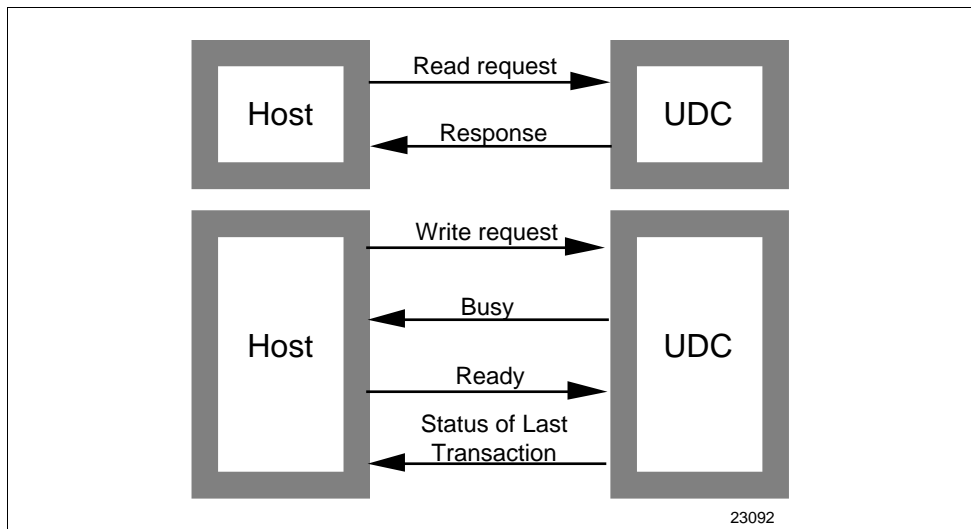 Read request
Host
UDC
Response
Write request
Busy
Host
UDC
Ready
Status of Last
Transaction
23092